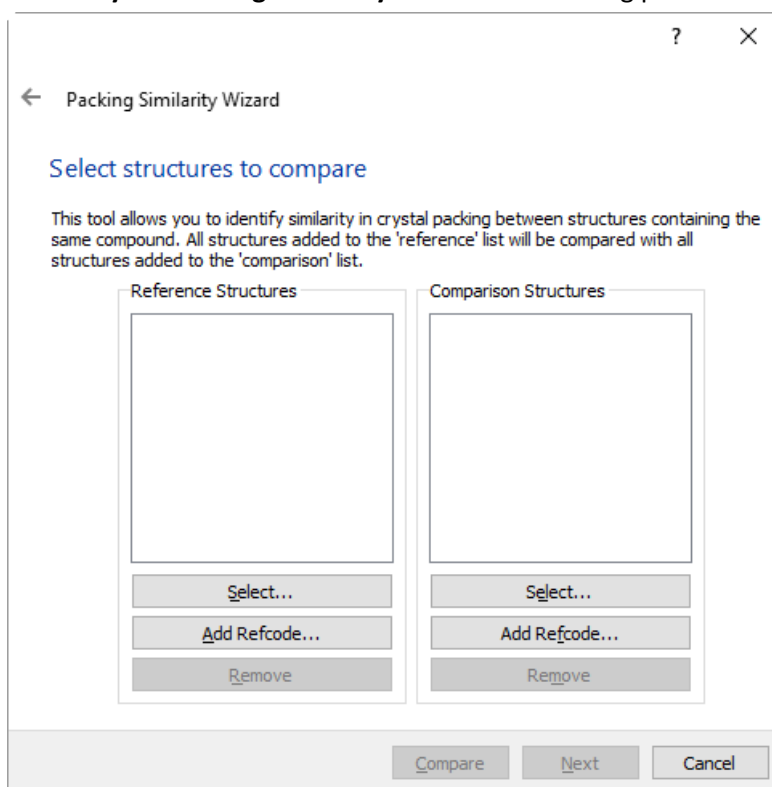 ? ×
← Packing Similarity Wizard
Select structures to compare
This tool allows you to identify similarity in crystal packing between structures containing the
same compound. All structures added to the 'reference' list will be compared with all
structures added to the 'comparison' list.
Reference Structures
Comparison Structures
Select...
Select...
Add Refcode...
Add Refcode...
Remove
Remove
Compare
Next
Cancel